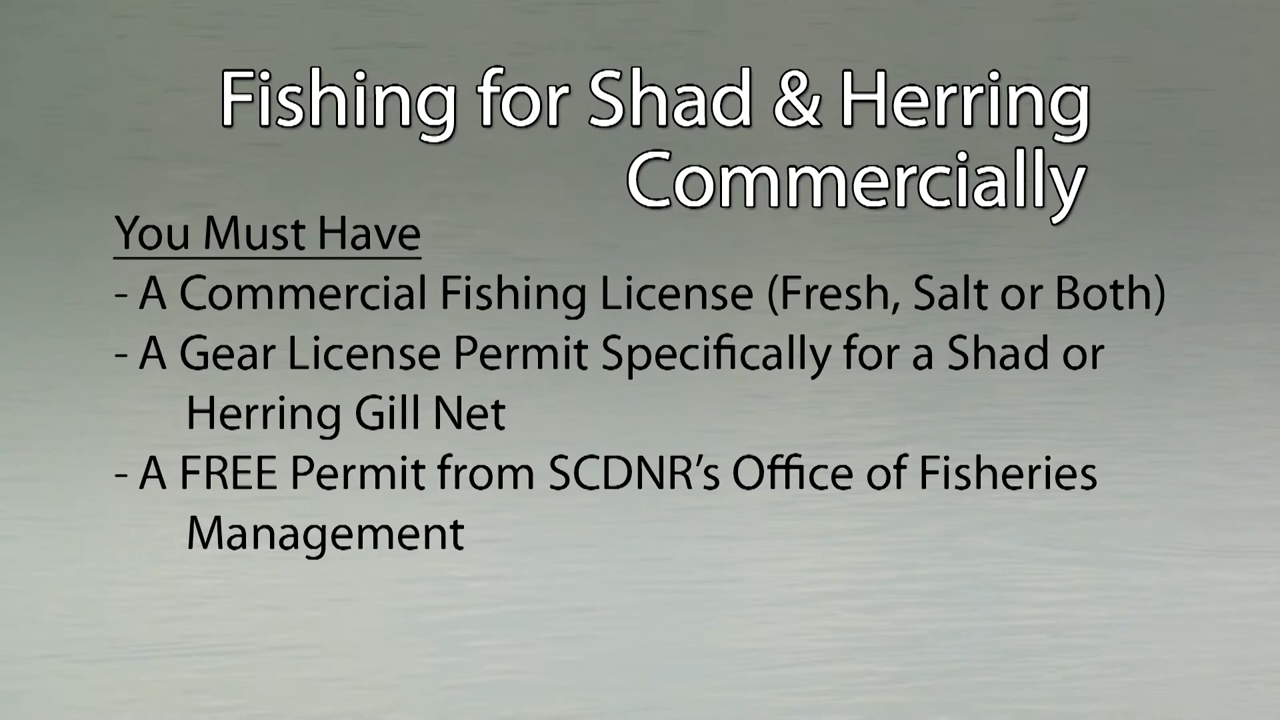 Fishing for Shad & Herring
Commercially
You Must Have
- A Commercial Fishing License (Fresh, Salt or Both)
- A Gear License Permit Specifically for a Shad or
Herring Gill Net
- A FREE Permit from SCDNR’s Office of Fisheries
Management